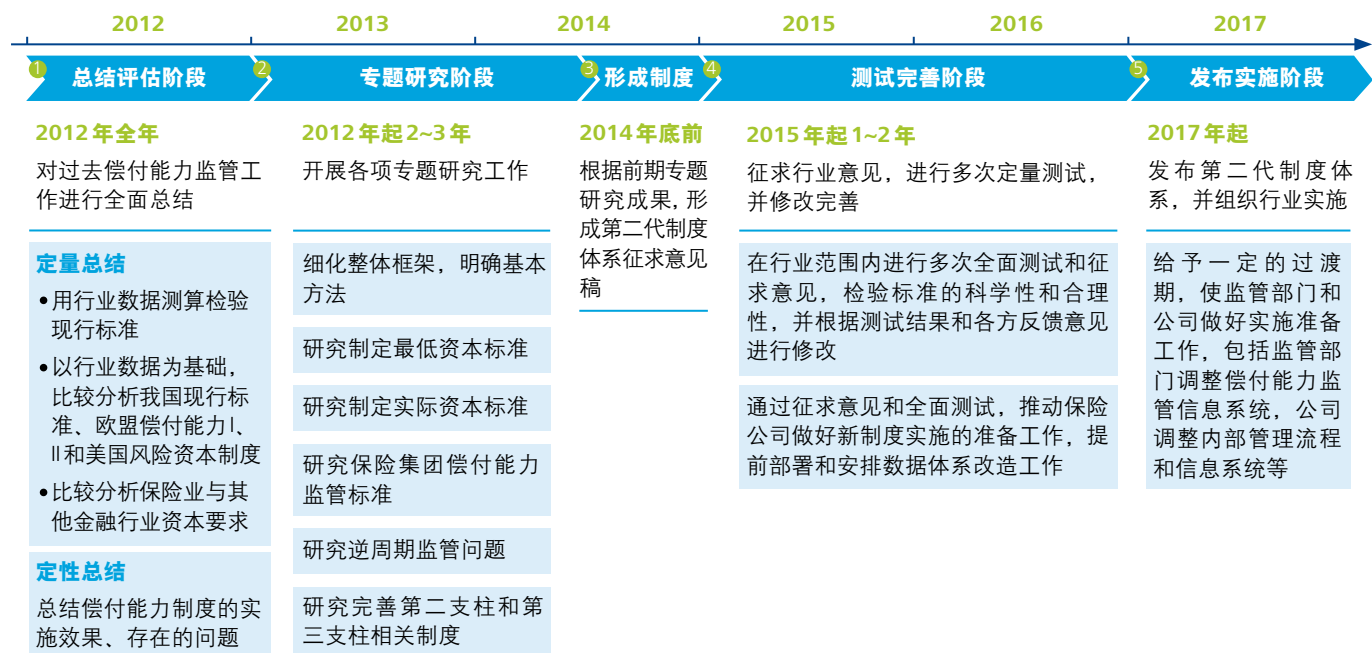 2012
2013
2014
2015
2016
2017
1
总结评估阶段
2
专题研究阶段
3
形成制度
4
测试完善阶段
5
发布实施阶段
2012年全年
对过去偿付能力监管工
作进行全面总结
定量总结
•用行业数据测算检验
现行标准
•以行业数据为基础，
比较分析我国现行标
准、欧盟偿付能力I、
II和美国风险资本制度
•比较分析保险业与其
他金融行业资本要求
定性总结
总结偿付能力制度的实
施效果、存在的问题
2012年起2~3年
开展各项专题研究工作
细化整体框架，明确基本
方法
研究制定最低资本标准
研究制定实际资本标准
研究保险集团偿付能力
监管标准
研究逆周期监管问题
研究完善第二支柱和第
三支柱相关制度
2014年底前
根据前期专题
研究成果，形
成第二代制度
体系征求意见
稿
2015年起1~2年
征求行业意见，进行多次定量测试，
并修改完善
在行业范围内进行多次全面测试和征
求意见，检验标准的科学性和合理
性，并根据测试结果和各方反馈意见
进行修改
通过征求意见和全面测试，推动保险
公司做好新制度实施的准备工作，提
前部署和安排数据体系改造工作
2017年起
发布第二代制度体
系，并组织行业实施
给予一定的过渡
期，使监管部门和
公司做好实施准备
工作，包括监管部
门调整偿付能力监
管信息系统，公司
调整内部管理流程
和信息系统等